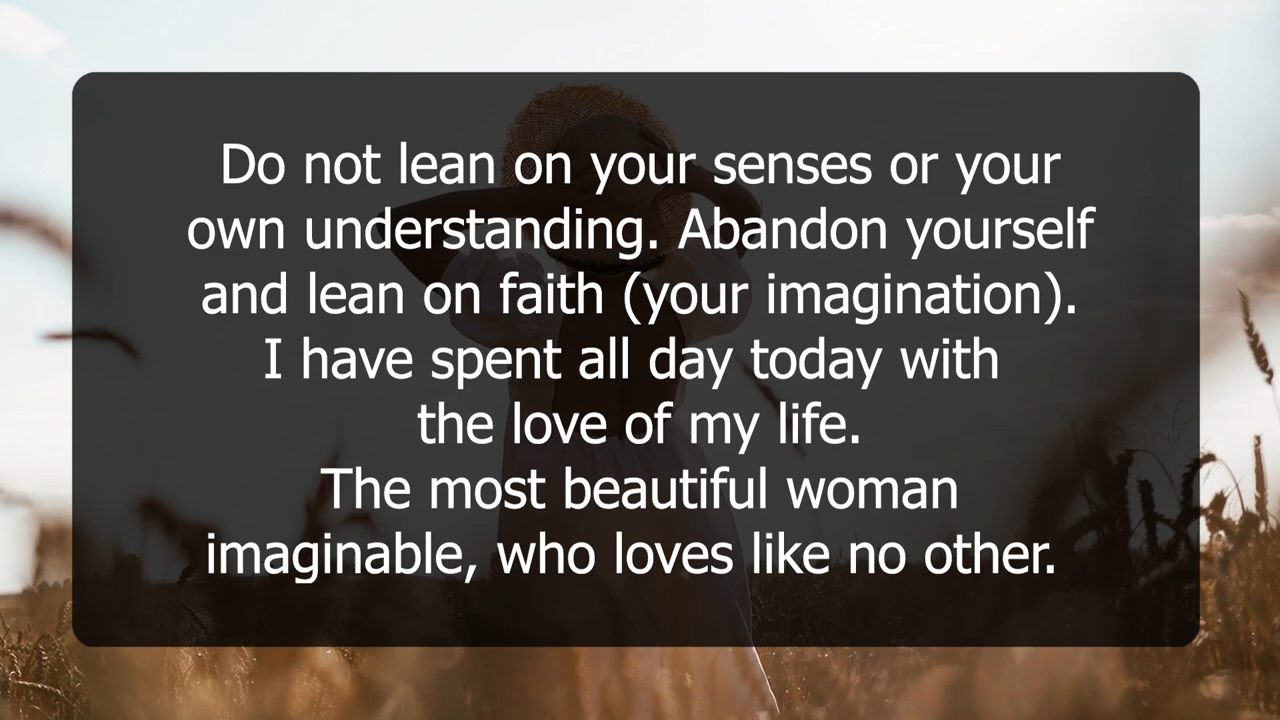 Do not lean on your senses or your
own understanding. Abandon yourself
and lean on faith (your imagination).
I have spent all day today with
the love of my life.
The most beautiful woman
imaginable, who loves like no other.